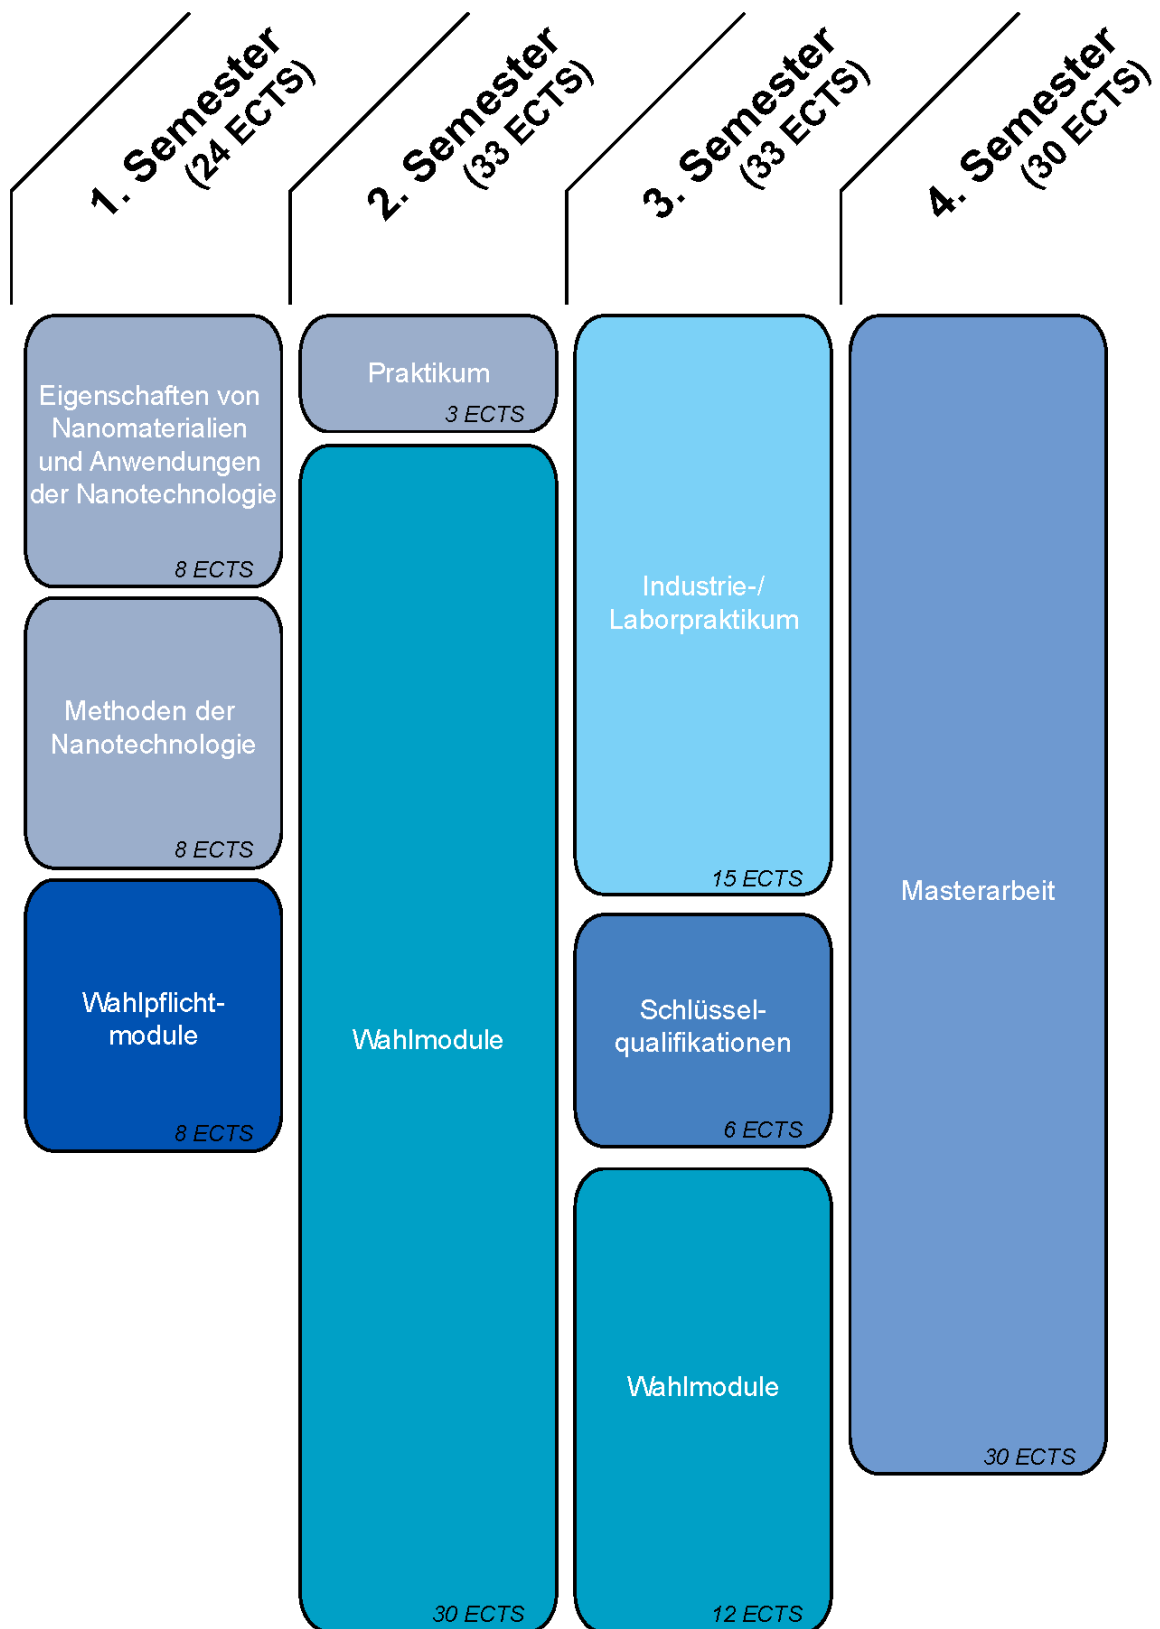 1. Semester
(24 ECTS)
2. Semester
(33 ECTS)
3. Semester
(33 ECTS)
4. Semester
(30 ECTS)
Eigenschaften von
Nanomaterialien
und Anwendungen
der Nanotechnologie
8 ECTS
Methoden der
Nanotechnologie
8 ECTS
Wahlpflicht-
module
8 ECTS
Praktikum
3 ECTS
Wahlmodule
30 ECTS
Industrie-/
Laborpraktikum
15 ECTS
Schlüssel-
qualifikationen
6 ECTS
Wahlmodule
12 ECTS
Masterarbeit
30 ECTS